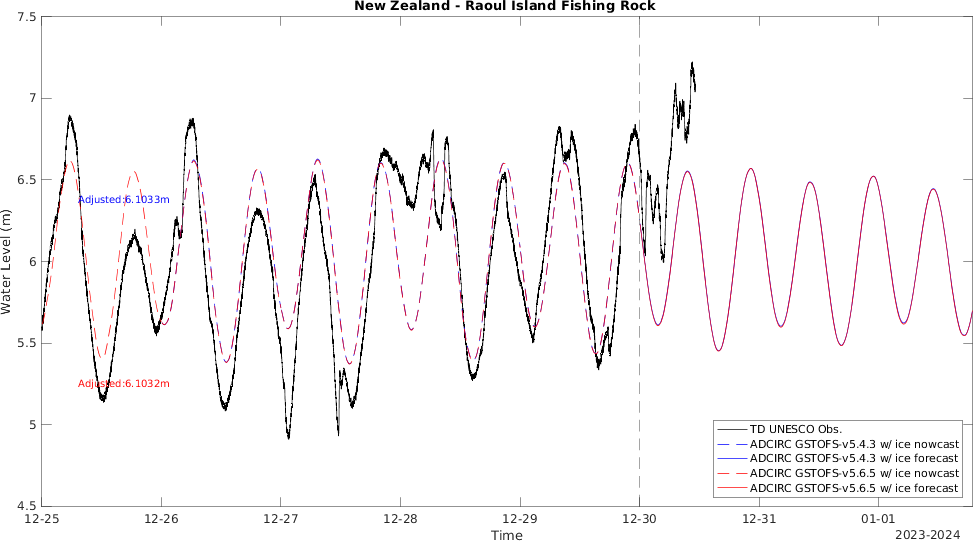 New Zealand - Raoul Island Fishing Rock
7.5
7
6.5
6
5.5
5
4.5
Water Level (m)
Adjusted:6.1033m
Adjusted:6.1032m
TD UNESCO Obs.
ADCIRC GSTOFS-v5.4.3 w/ ice nowcast
ADCIRC GSTOFS-v5.4.3 w/ ice forecast
ADCIRC GSTOFS-v5.6.5 w/ ice nowcast
ADCIRC GSTOFS-v5.6.5 w/ ice forecast
12-25 12-26 12-27 12-28 12-29 12-30 12-31 01-01
Time
2023-2024